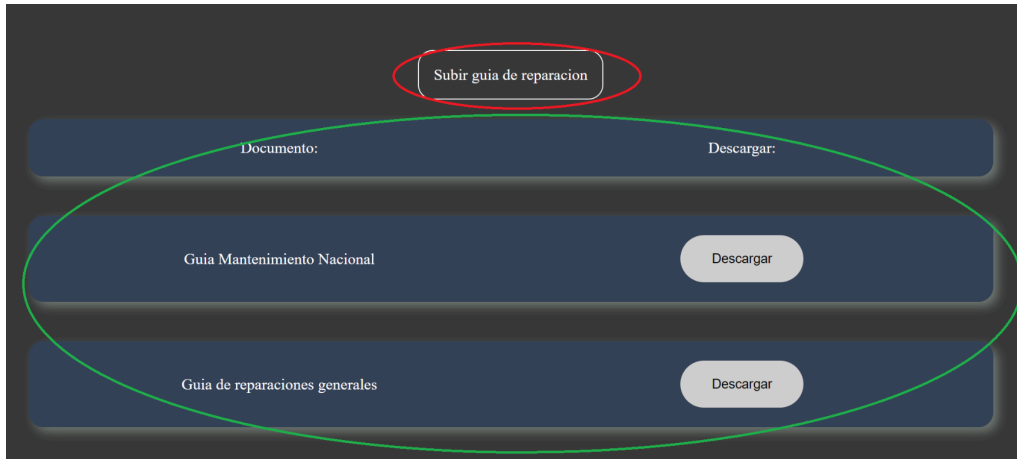 Subir guia de reparacion
Documento: Descargar:
Guia Mantenimiento Nacional Descargar
Guia de reparaciones generales Descargar